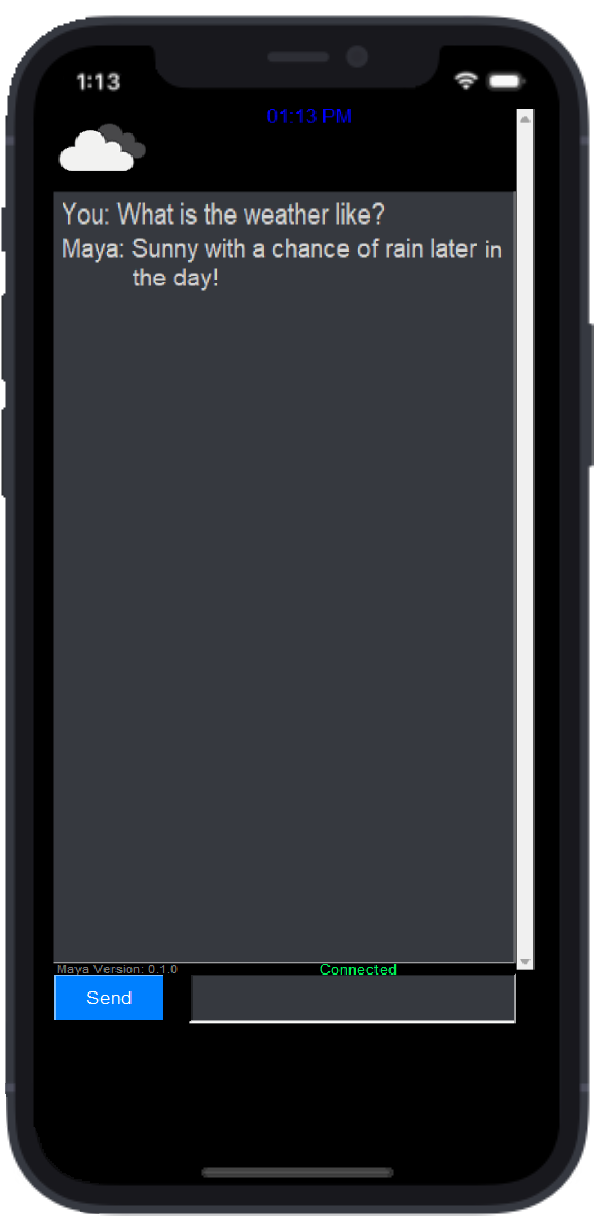 1:13
01:13 PM
You: What is the weather like?
Maya: Sunny with a chance of rain later in
the day!
Maya Version: 0.1.0
Connected
Send